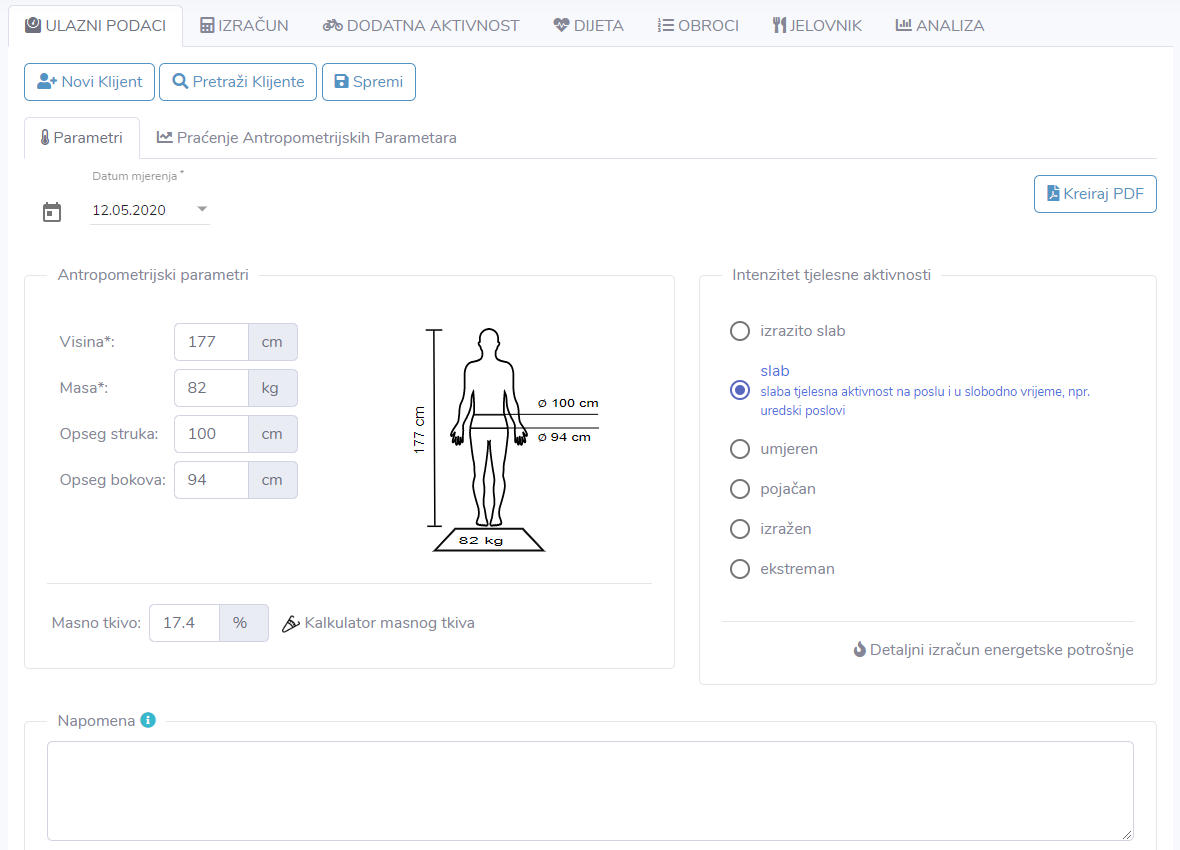 ULAZNI PODACI IZRAČUN DODATNA AKTIVNOST DIJETA OBROCI JELOVNIK ANALIZA
Novi Klijent Pretraži Klijente Spremi
Parametri Praćenje Antropometrijskih Parametara
Datum mjerenja *
12.05.2020
Kreiraj PDF
Antropometrijski parametri
Visina*: 177 cm
Masa*: 82 kg
Opseg struka: 100 cm
Opseg bokova: 94 cm
177 cm
ø 100 cm
ø 94 cm
82 kg
Masno tkivo: 17.4 % Kalkulator masnog tkiva
Intenzitet tjelesne aktivnosti
izrazito slab
slab
slaba tjelesna aktivnost na poslu i u slobodno vrijeme, npr.
uredski poslovi
umjeren
pojačan
izražen
ekstreman
Detaljni izračun energetske potrošnje
Napomena